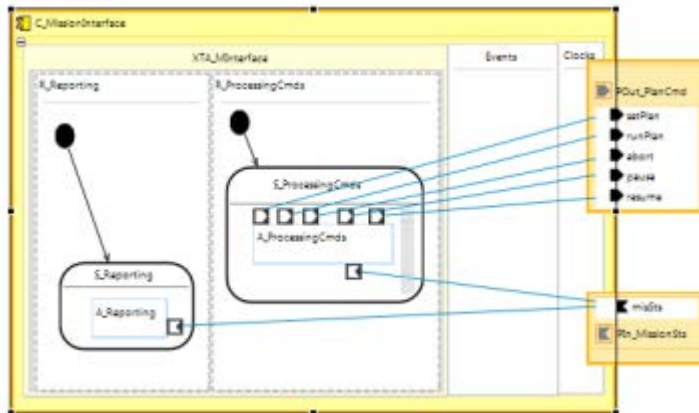 C_MissionInterface
XTA_MInterface
Events
Clocks
R_Reporting
R_ProcessingCmds
S_ProcessingCmds
A_ProcessingCmds
S_Reporting
A_Reporting
POut_PlanCmd
setPlan
runPlan
abort
pause
resume
misSts
PIn_MissionSts